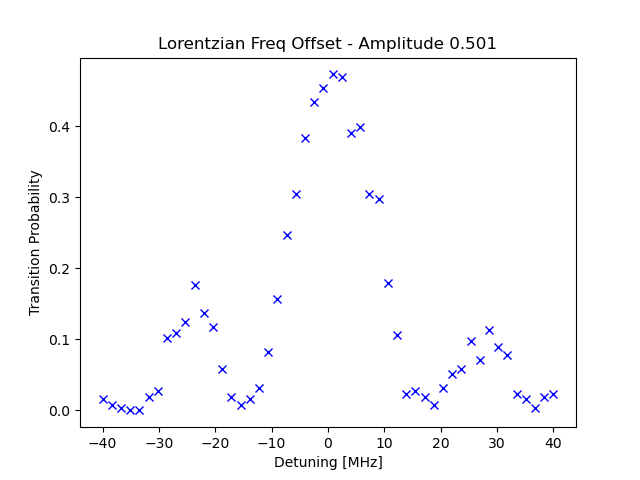 Lorentzian Freq Offset - Amplitude 0.501
Transition Probability
0.4
0.3
0.2
0.1
0.0
−40 −30 −20 −10 0 10 20 30 40
Detuning [MHz]